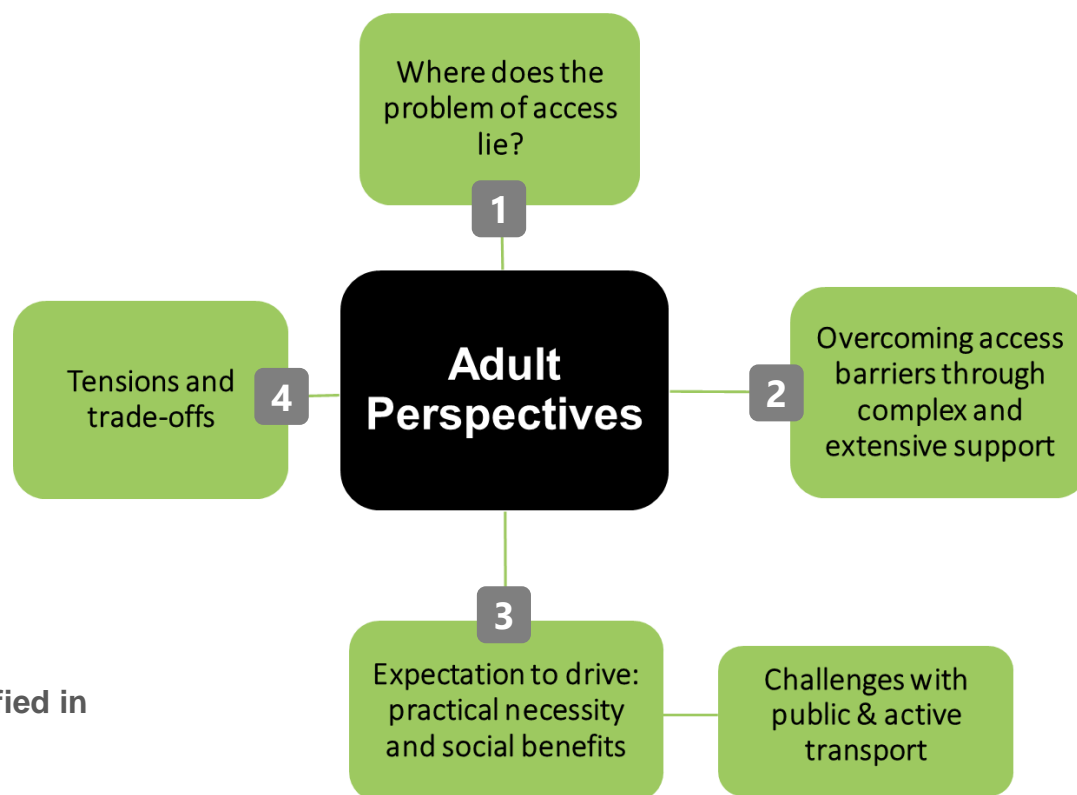 Where does the
problem of access
lie?
1
Adult
Perspectives
Overcoming access
barriers through
complex and
extensive support
2
Tensions and
trade-offs
4
3
Expectation to drive:
practical necessity
and social benefits
Challenges with
public & active
transport
fied in